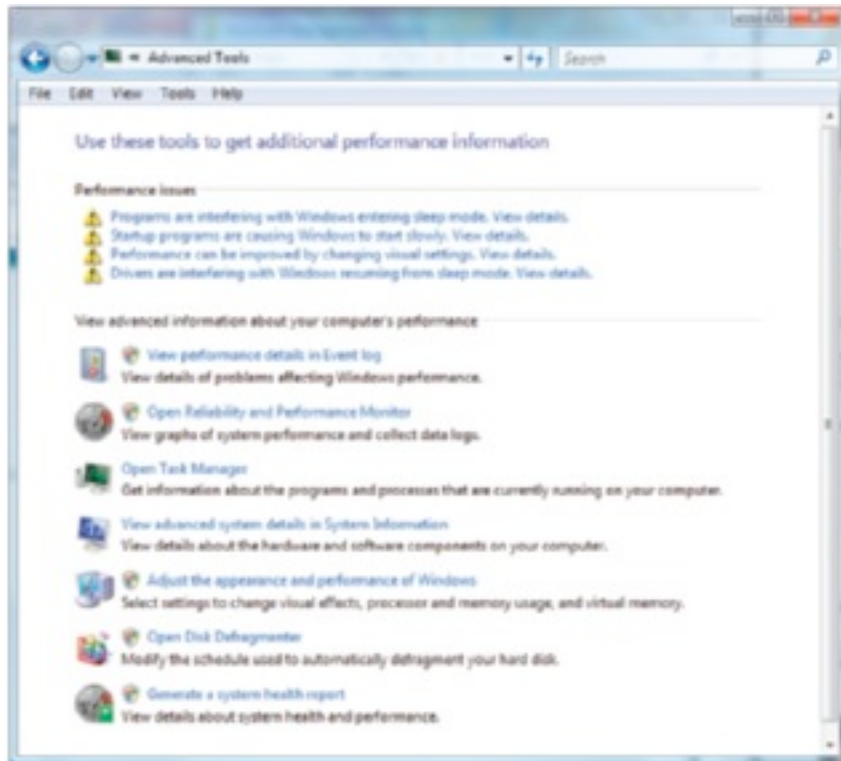 Advanced Tools
Search
File Edit View Tools Help
Use these tools to get additional performance information
Performance issues
Programs are interfering with Windows entering sleep mode. View details.
Startup programs are causing Windows to start slowly. View details.
Performance can be improved by changing visual settings. View details.
Drivers are interfering with Windows resuming from sleep mode. View details.
View advanced information about your computer's performance
View performance details in Event log
View details of problems affecting Windows performance.
Open Reliability and Performance Monitor
View graphs of system performance and collect data logs.
Open Task Manager
Get information about the programs and processes that are currently running on your computer.
View advanced system details in System Information
View details about the hardware and software components on your computer.
Adjust the appearance and performance of Windows
Select settings to change visual effects, processor and memory usage, and virtual memory.
Open Disk Defragmenter
Modify the schedule used to automatically defragment your hard disk.
Generate a system health report
View details about system health and performance.